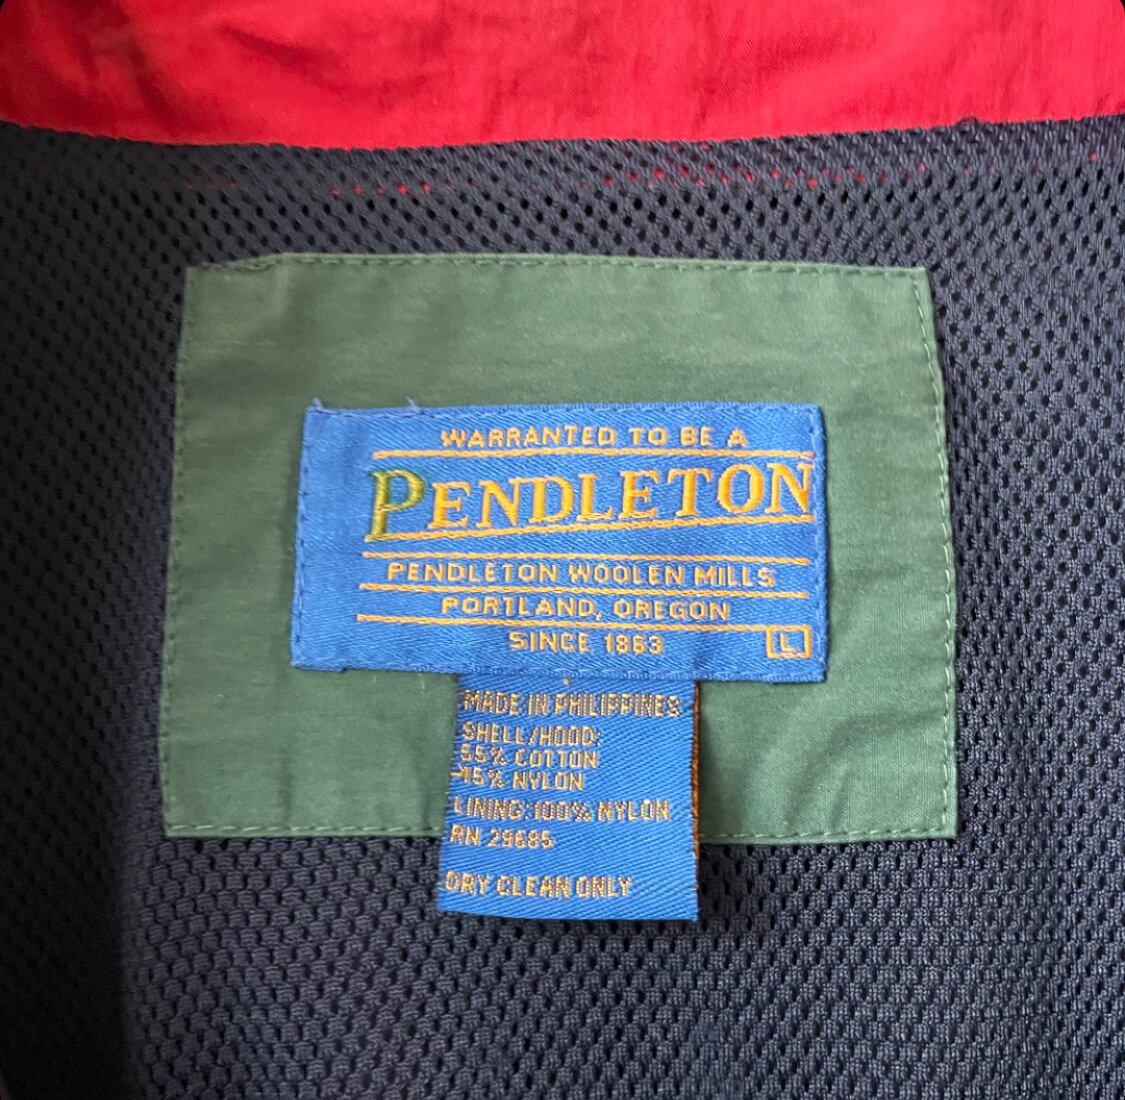 WARRANTED TO BE A
PENDLETON
PENDLETON WOOLEN MILLS
PORTLAND, OREGON
SINCE 1863
L
MADE IN PHILIPPINES
SHELL/HOOD:
55% COTTON
45% NYLON
LINING:100% NYLON
RN 29685
DRY CLEAN ONLY